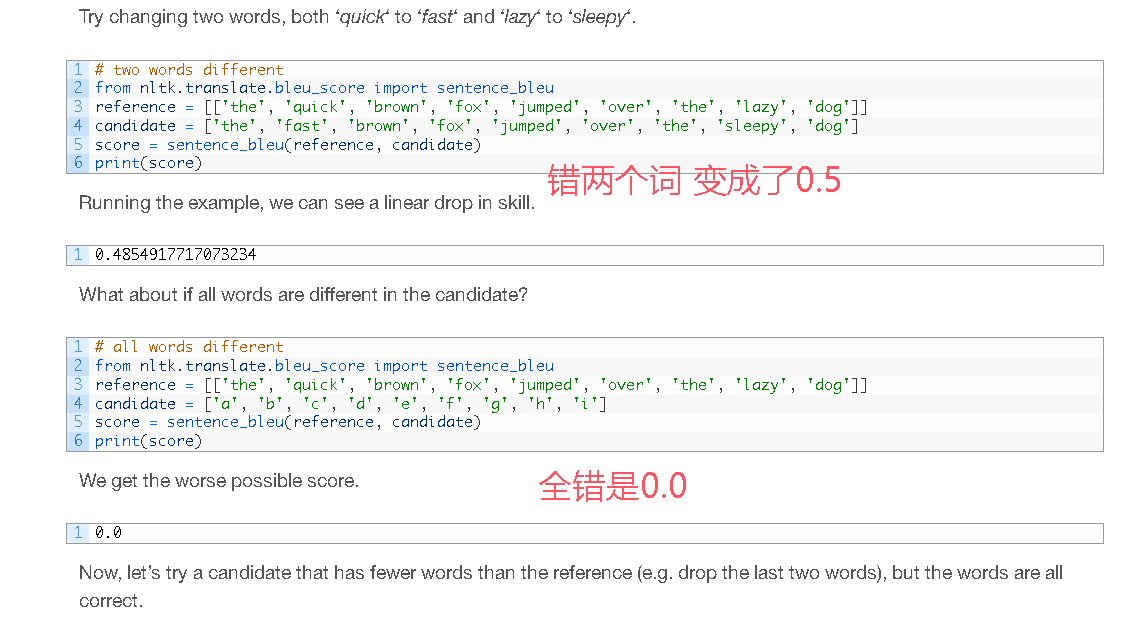 Try changing two words, both ‘quick‘ to ‘fast‘ and ‘lazy‘ to ‘sleepy‘.
1 # two words different
2 from nltk.translate.bleu_score import sentence_bleu
3 reference = [['the', 'quick', 'brown', 'fox', 'jumped', 'over', 'the', 'lazy', 'dog']]
4 candidate = ['the', 'fast', 'brown', 'fox', 'jumped', 'over', 'the', 'sleepy', 'dog']
5 score = sentence_bleu(reference, candidate)
6 print(score)
错两个词 变成了0.5
Running the example, we can see a linear drop in skill.
1 0.4854917717073234
What about if all words are different in the candidate?
1 # all words different
2 from nltk.translate.bleu_score import sentence_bleu
3 reference = [['the', 'quick', 'brown', 'fox', 'jumped', 'over', 'the', 'lazy', 'dog']]
4 candidate = ['a', 'b', 'c', 'd', 'e', 'f', 'g', 'h', 'i']
5 score = sentence_bleu(reference, candidate)
6 print(score)
We get the worse possible score.
全错是0.0
1 0.0
Now, let’s try a candidate that has fewer words than the reference (e.g. drop the last two words), but the words are all
correct.